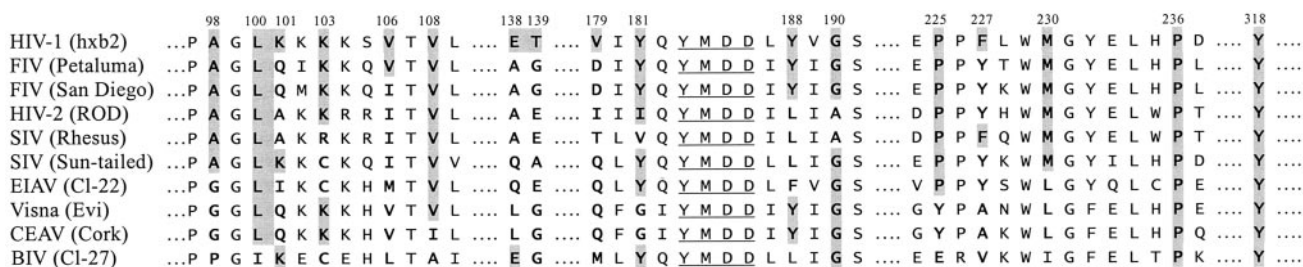 98 100 101 103 106 108 138 139 179 181 188 190 225 227 230 236 318
HIV-1 (hxb2) ...P A G L K K K K S V T V L .... E T .... V I Y Q Y M D D L Y V G S .... E P P F L W M G Y E L H P D .... Y
FIV (Petaluma) ...P A G L Q I K K Q V T V L .... A G .... D I Y Q Y M D D I Y I G S .... E P P Y T W M G Y E L H P L .... Y
FIV (San Diego) ...P A G L Q M K K Q I T V L .... A G .... D I Y Q Y M D D I Y I G S .... E P P Y K W M G Y E L H P L .... Y
HIV-2 (ROD) ...P A G L A K K R R I T V L .... A E .... I I I Q Y M D D I L I A S .... D P P Y H W M G Y E L W P T .... Y
SIV (Rhesus) ...P A G L A K R K R I T V L .... A E .... T L V Q Y M D D I L I A S .... D P P F Q W M G Y E L W P T .... Y
SIV (Sun-tailed) ...P A G L K K C K Q I T V V .... Q A .... Q L Y Q Y M D D L L I G S .... E P P Y K W M G Y I L H P D .... Y
EIAV (Cl-22) ...P G G L I K C K H M T V L .... Q E .... Q L Y Q Y M D D L F V G S .... V P P Y S W L G Y Q L C P E .... Y
Visna (Evi) ...P G G L Q K K K H V T V L .... L G .... Q F G I Y M D D I Y I G S .... G Y P A N W L G F E L H P E .... Y
CEAV (Cork) ...P G G L Q K K K H V T I L .... L G .... Q F G I Y M D D I Y I G S .... G Y P A K W L G F E L H P Q .... Y
BIV (Cl-27) ...P P G I K E C E H L T A I .... E G .... M L Y Q Y M D D L L I G S .... E E R V K W I G F E L T P K .... Y